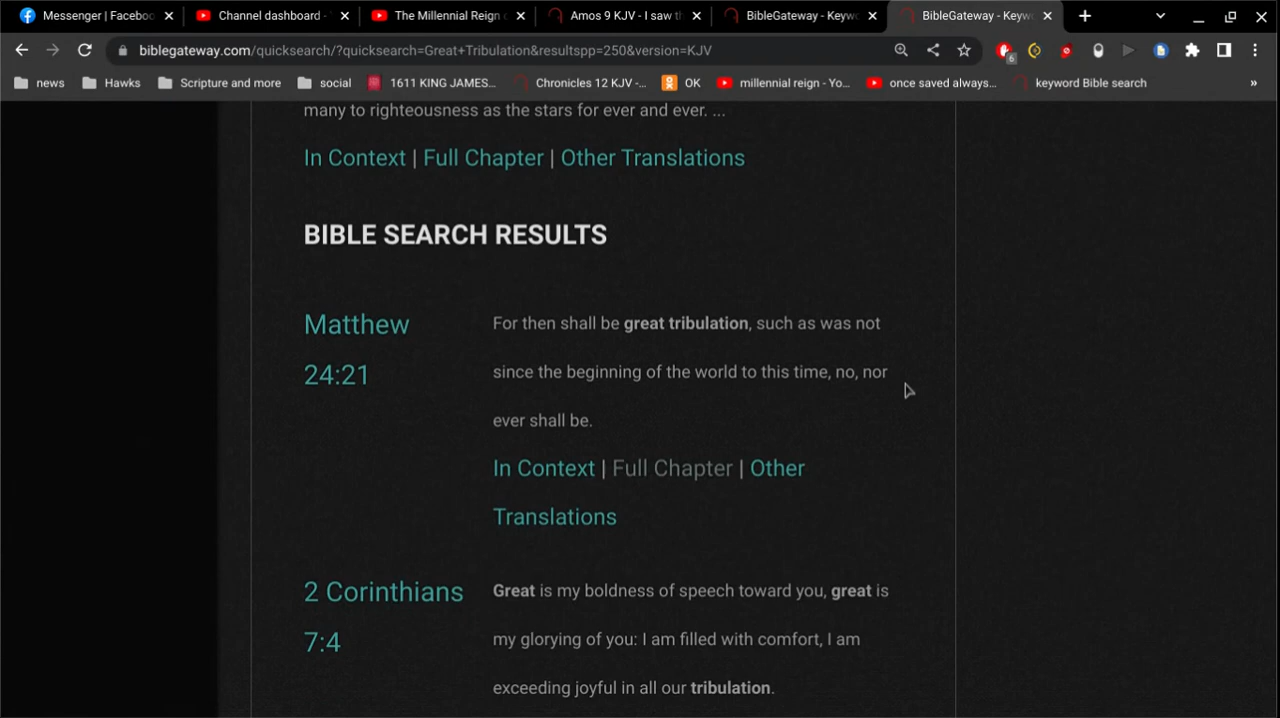 Messenger | Faceboo
Channel dashboard -
The Millennial Reign o
Amos 9 KJV - I saw th
BibleGateway - Keywo
BibleGateway - Keyw
biblegateway.com/quicksearch/?quicksearch=Great+Tribulation&resultspp=250&version=KJV
6
news
Hawks
Scripture and more
social
1611 KING JAMES...
Chronicles 12 KJV -...
OK
millennial reign - Yo...
once saved always...
keyword Bible search
»
many to righteousness as the stars for ever and ever. ...
In Context | Full Chapter | Other Translations
BIBLE SEARCH RESULTS
Matthew
24:21
For then shall be great tribulation, such as was not
since the beginning of the world to this time, no, nor
ever shall be.
In Context | Full Chapter | Other
Translations
2 Corinthians
7:4
Great is my boldness of speech toward you, great is
my glorying of you: I am filled with comfort, I am
exceeding joyful in all our tribulation.